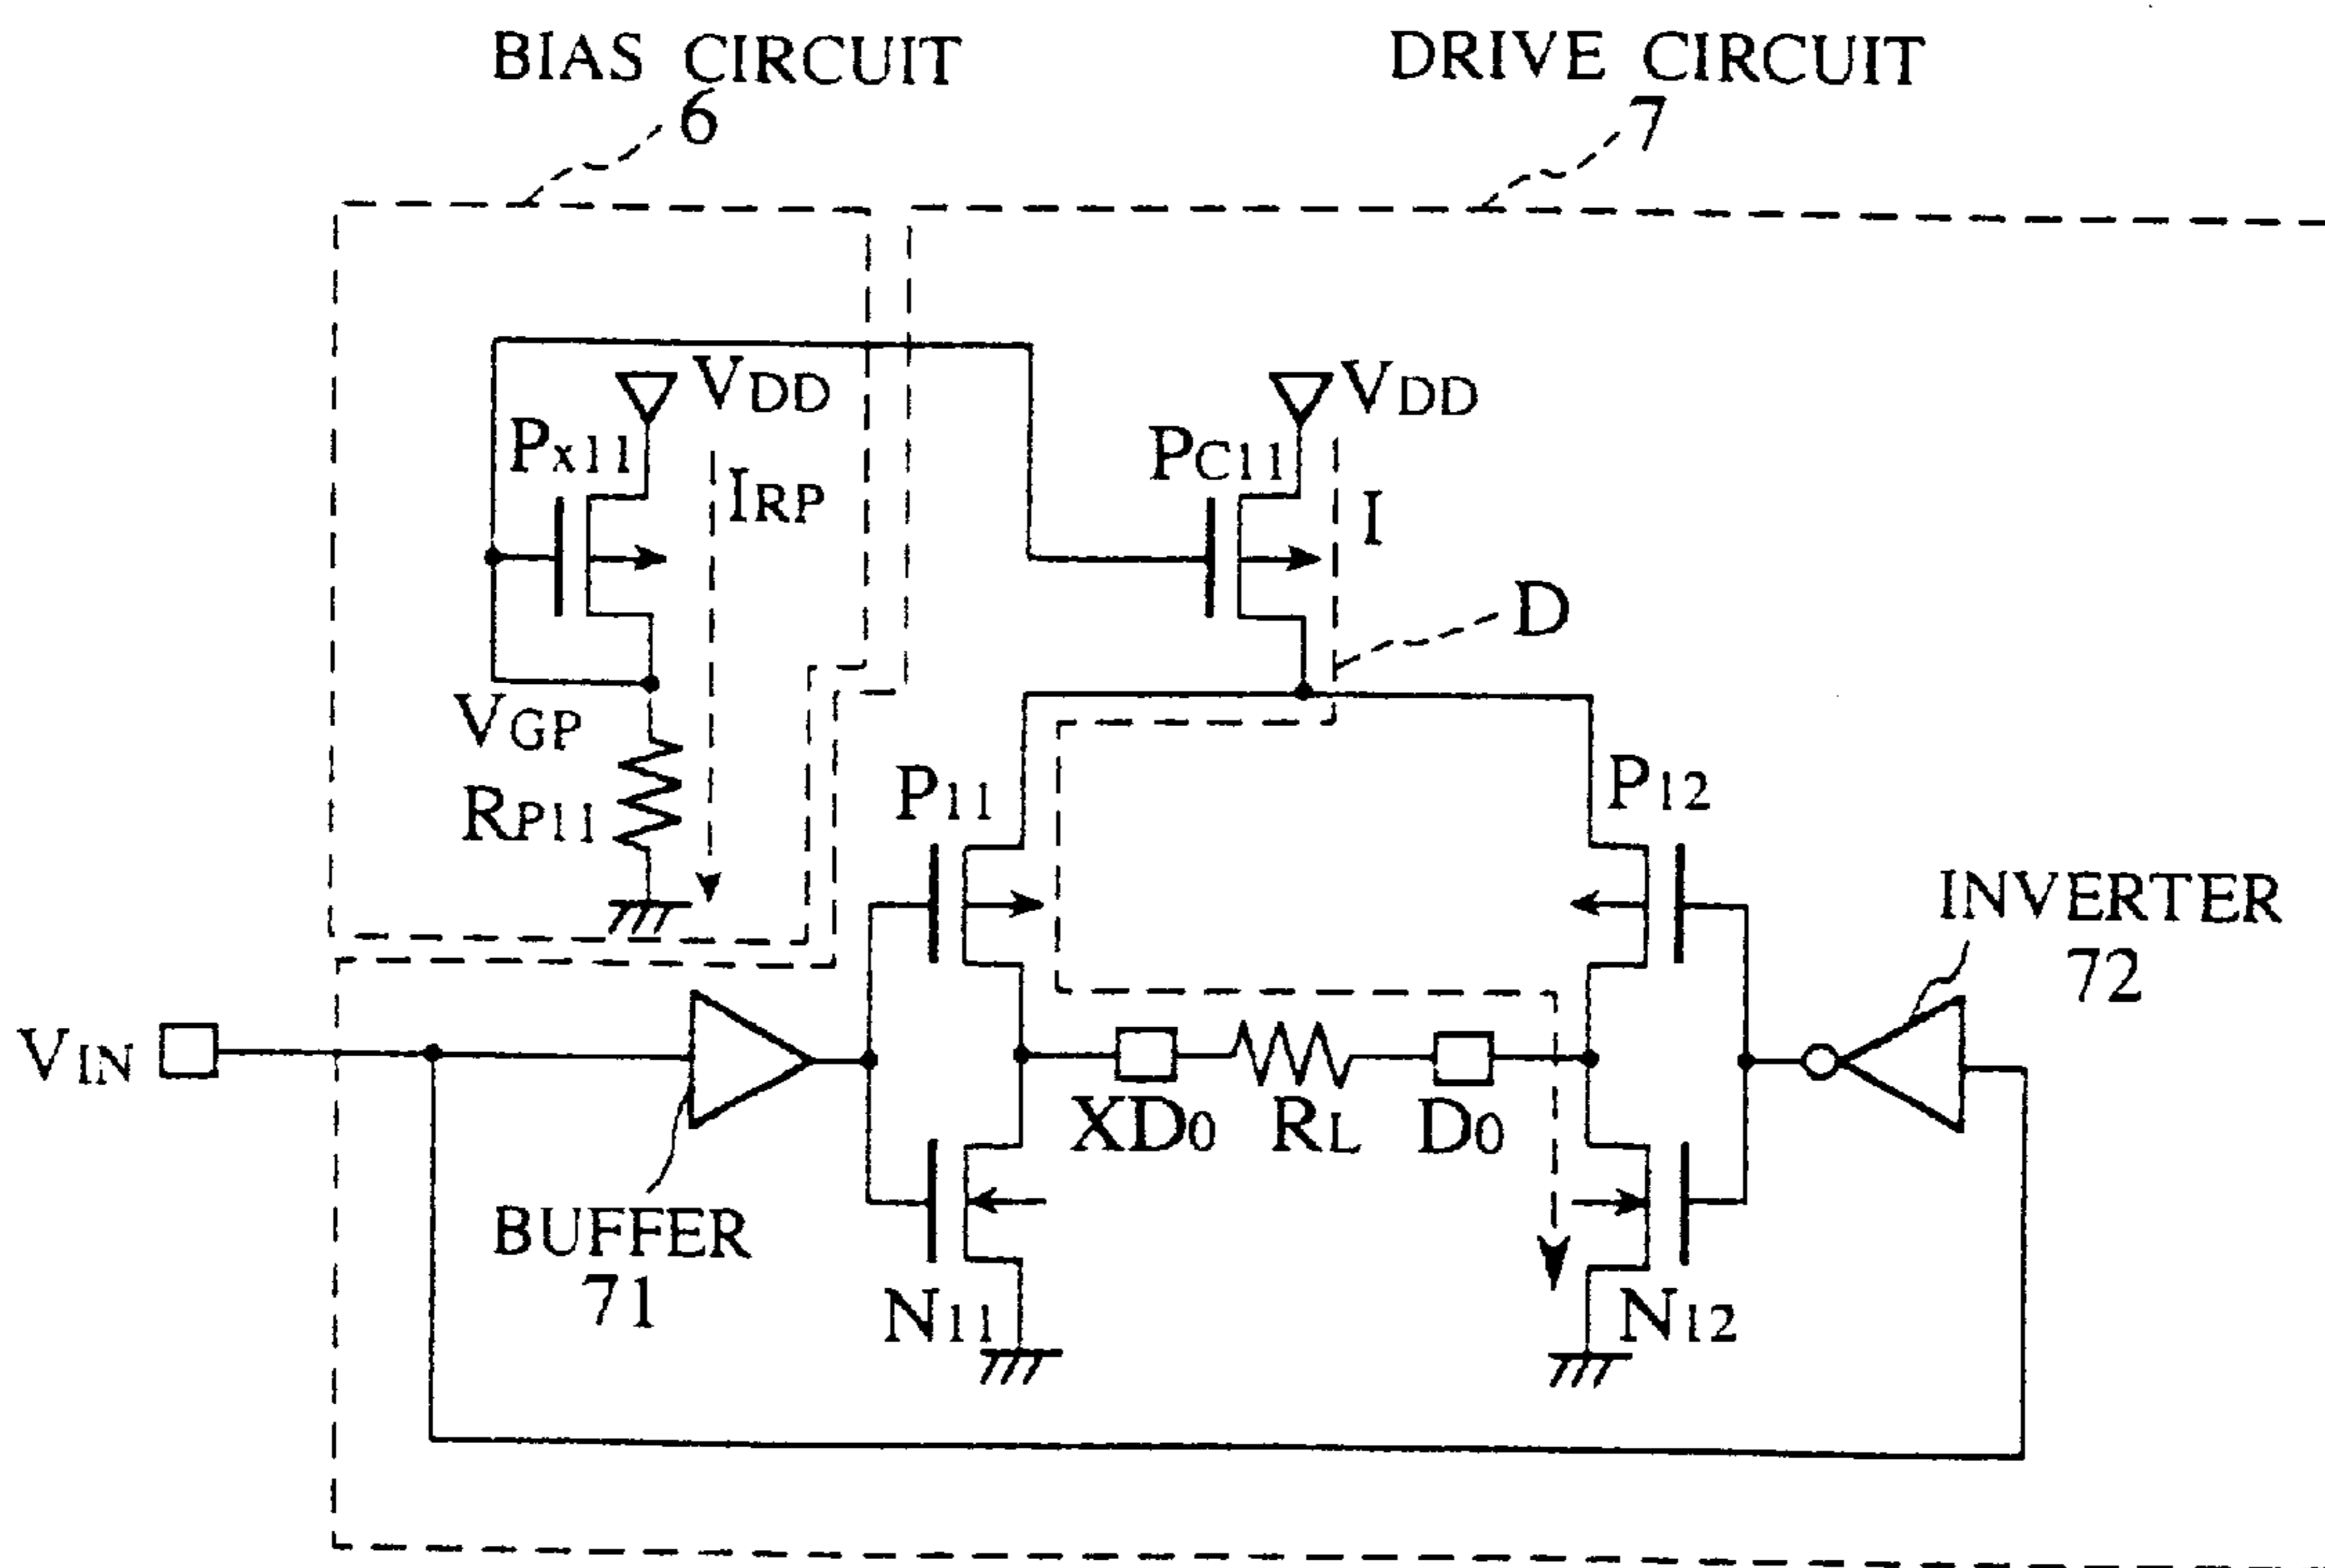 BIAS CIRCUIT
6
DRIVE CIRCUIT
7
VDD
Px11
IRP
VGP
RP11
VDD
PC11
I
D
P11
P12
INVERTER
72
VIN
XD0
RL
D0
BUFFER
71
N11
N12